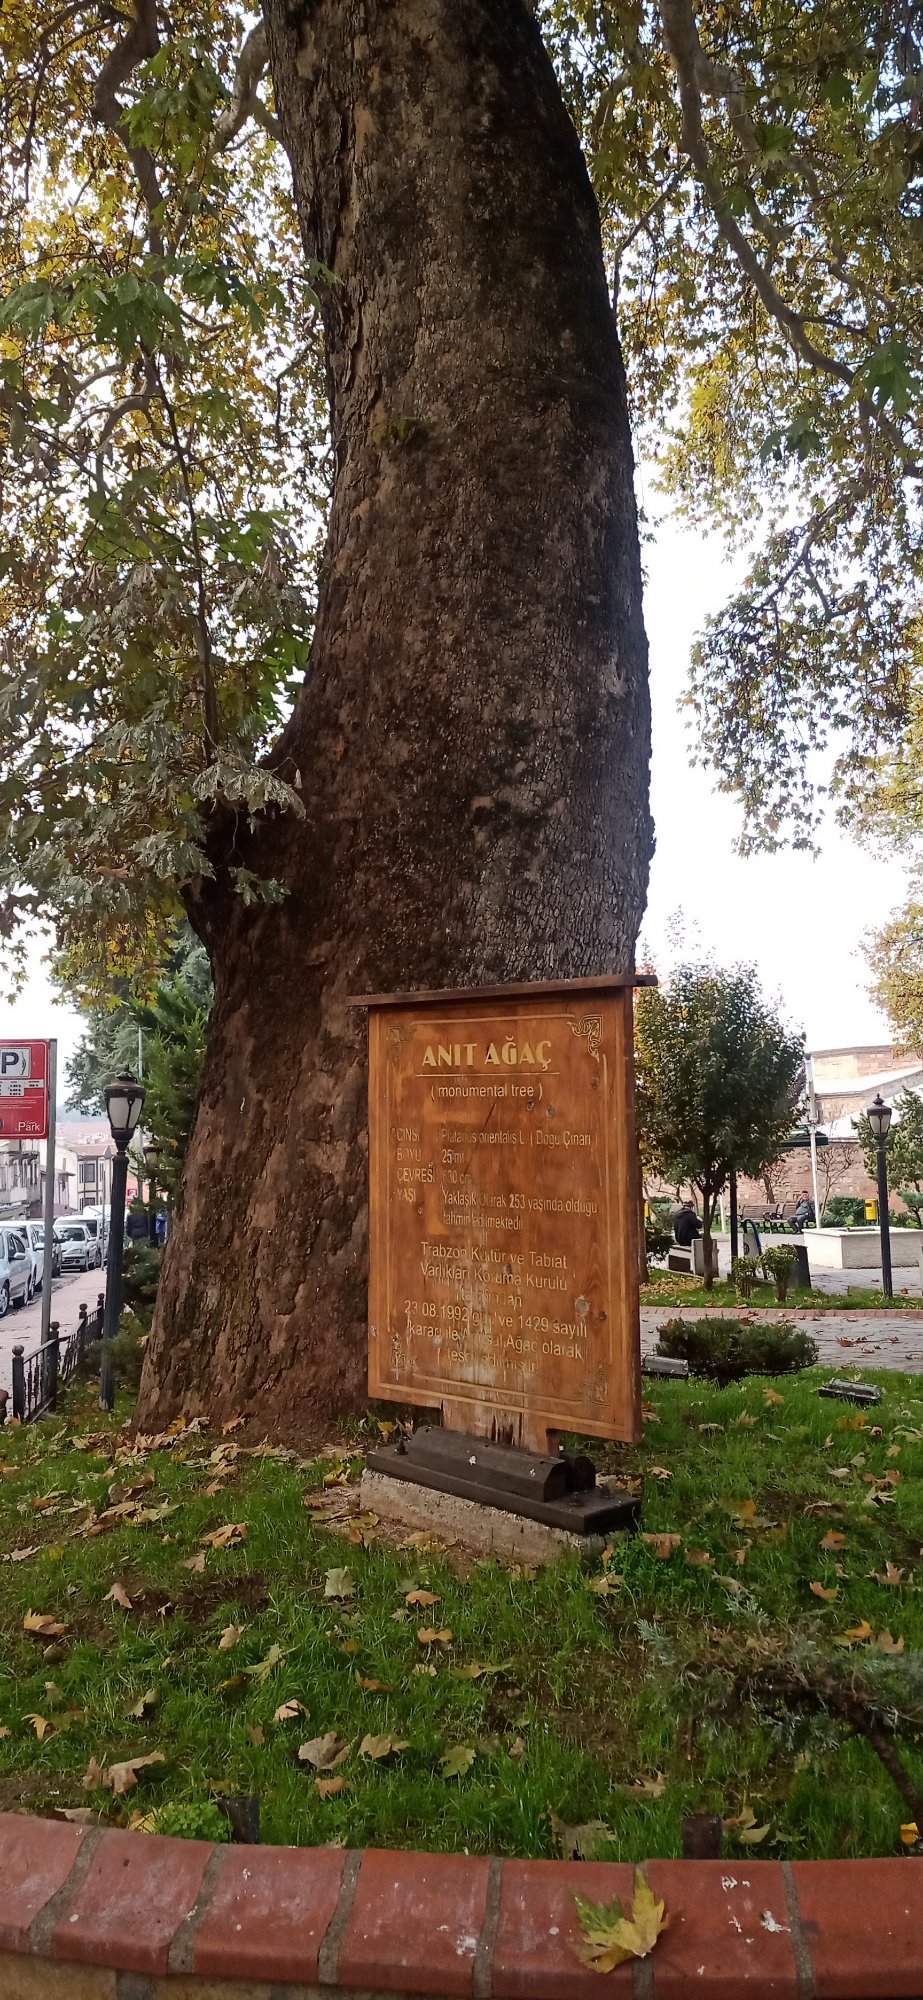 P
Park
ANIT AĞAÇ
( monumental tree )
CİNSİ : Platanus orientalis L ( Doğu Çınarı )
BOYU : 25 mt
ÇEVRESİ : 630 cm
YAŞI : Yaklaşık Olarak 253 yaşında olduğu
tahmin edilmektedir
Trabzon Kültür ve Tabiat
Varlıkları Koruma Kurulu
23.08.1992 gün ve 1429 sayılı
kararı ile Anıtsal Ağaç olarak